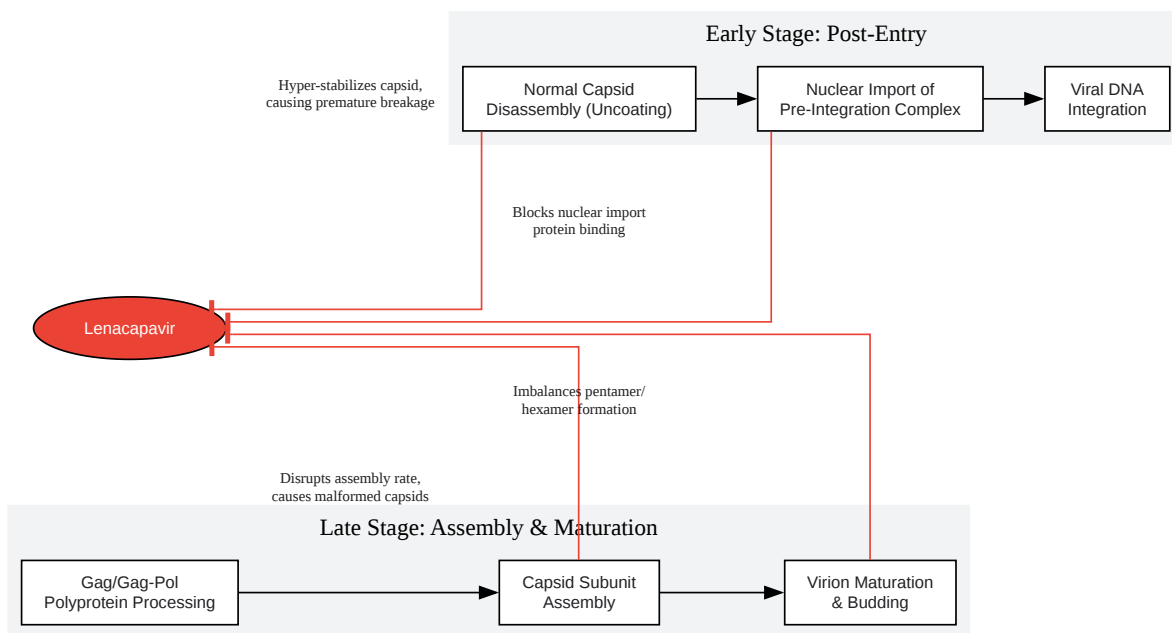 Early Stage: Post-Entry
Hyper-stabilizes capsid,
causing premature breakage
Normal Capsid
Disassembly (Uncoating)
Nuclear Import of
Pre-Integration Complex
Viral DNA
Integration
Blocks nuclear import
protein binding
Lenacapavir
Imbalances pentamer/
hexamer formation
Disrupts assembly rate,
causes malformed capsids
Late Stage: Assembly & Maturation
Gag/Gag-Pol
Polyprotein Processing
Capsid Subunit
Assembly
Virion Maturation
& Budding